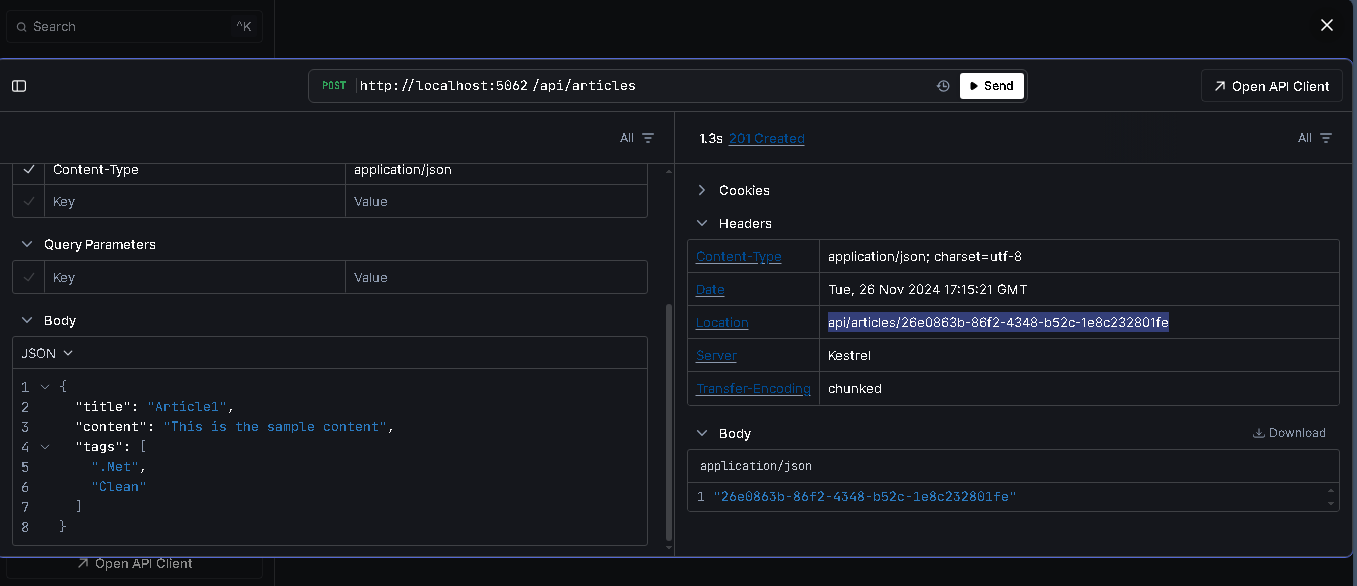 Search ^K
POST http://localhost:5062 /api/articles Send Open API Client
All
1.3s 201 Created All
Content-Type application/json
Key Value
Query Parameters
Key Value
Body
JSON
1 {
2 "title": "Article1",
3 "content": "This is the sample content",
4 "tags": [
5 ".Met",
6 "Clean"
7 ]
8 }
Cookies
Headers
Content-Type application/json; charset=utf-8
Date Tue, 26 Nov 2024 17:15:21 GMT
Location api/articles/26e0863b-86f2-4348-b52c-1e8c232801fe
Server Kestrel
Transfer-Encoding chunked
Body Download
application/json
1 "26e0863b-86f2-4348-b52c-1e8c232801fe"
Open API Client